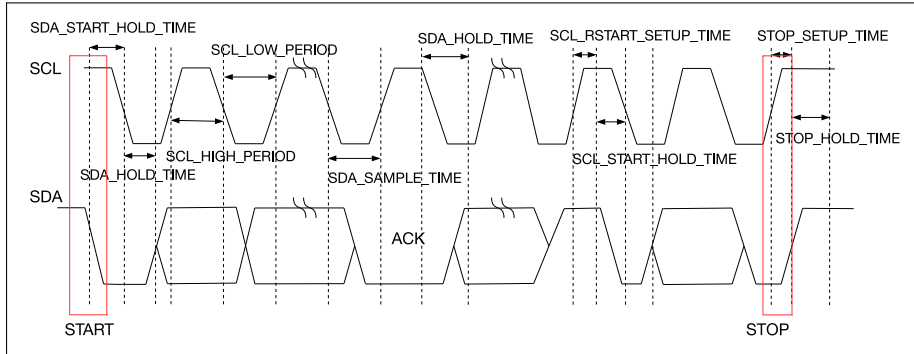 SDA_START_HOLD_TIME
SCL_LOW_PERIOD
SDA_HOLD_TIME
SCL_RSTART_SETUP_TIME
STOP_SETUP_TIME
SCL
SDA_HOLD_TIME
SCL_HIGH_PERIOD
SDA_SAMPLE_TIME
SCL_START_HOLD_TIME
STOP_HOLD_TIME
SDA
ACK
START
STOP